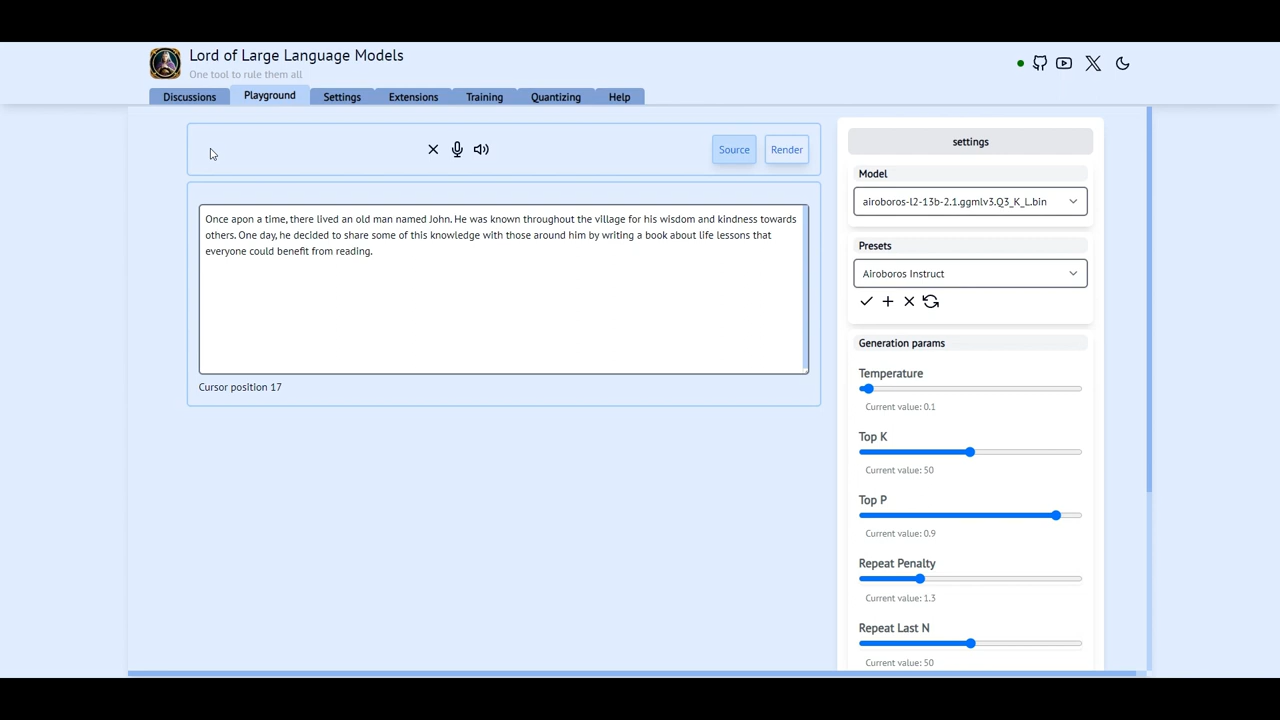 Lord of Large Language Models
One tool to rule them all
Discussions Playground Settings Extensions Training Quantizing Help
Source Render
Once apon a time, there lived an old man named John. He was known throughout the village for his wisdom and kindness towards
others. One day, he decided to share some of this knowledge with those around him by writing a book about life lessons that
everyone could benefit from reading.
Cursor position 17
settings
Model
airoboros-l2-13b-2.1.ggmlv3.Q3_K_L.bin
Presets
Airoboros Instruct
Generation params
Temperature
Current value: 0.1
Top K
Current value: 50
Top P
Current value: 0.9
Repeat Penalty
Current value: 1.3
Repeat Last N
Current value: 50